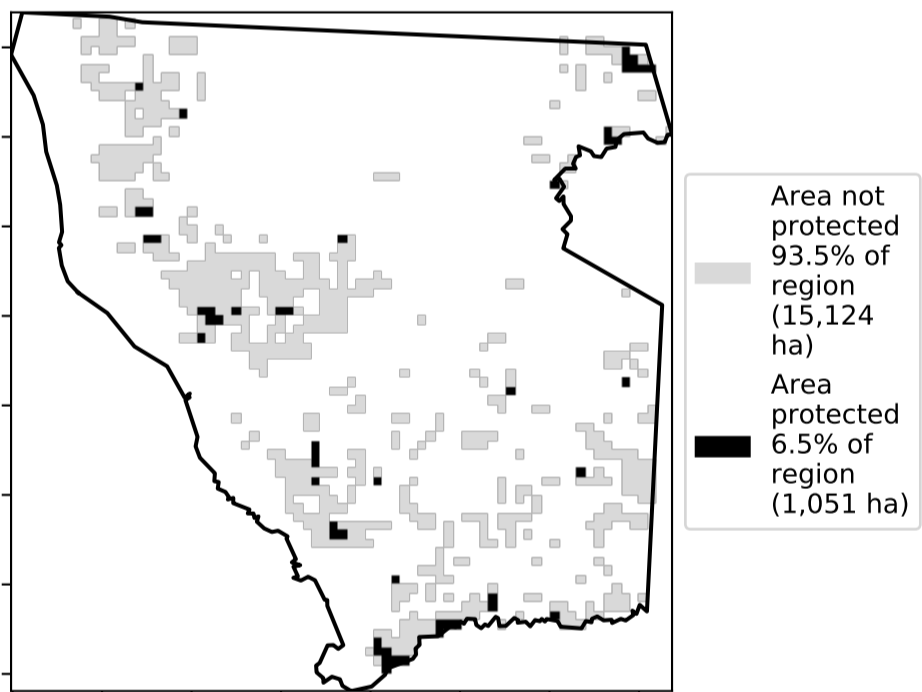 Area not
protected
93.5% of
region
(15,124
ha)
Area
protected
6.5% of
region
(1,051 ha)